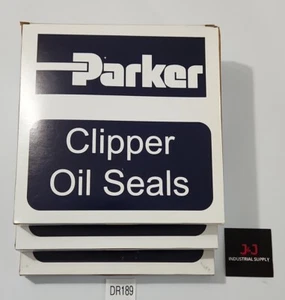 Parker
Clipper
Oil Seals
J&J
INDUSTRIAL SUPPLY
DR189